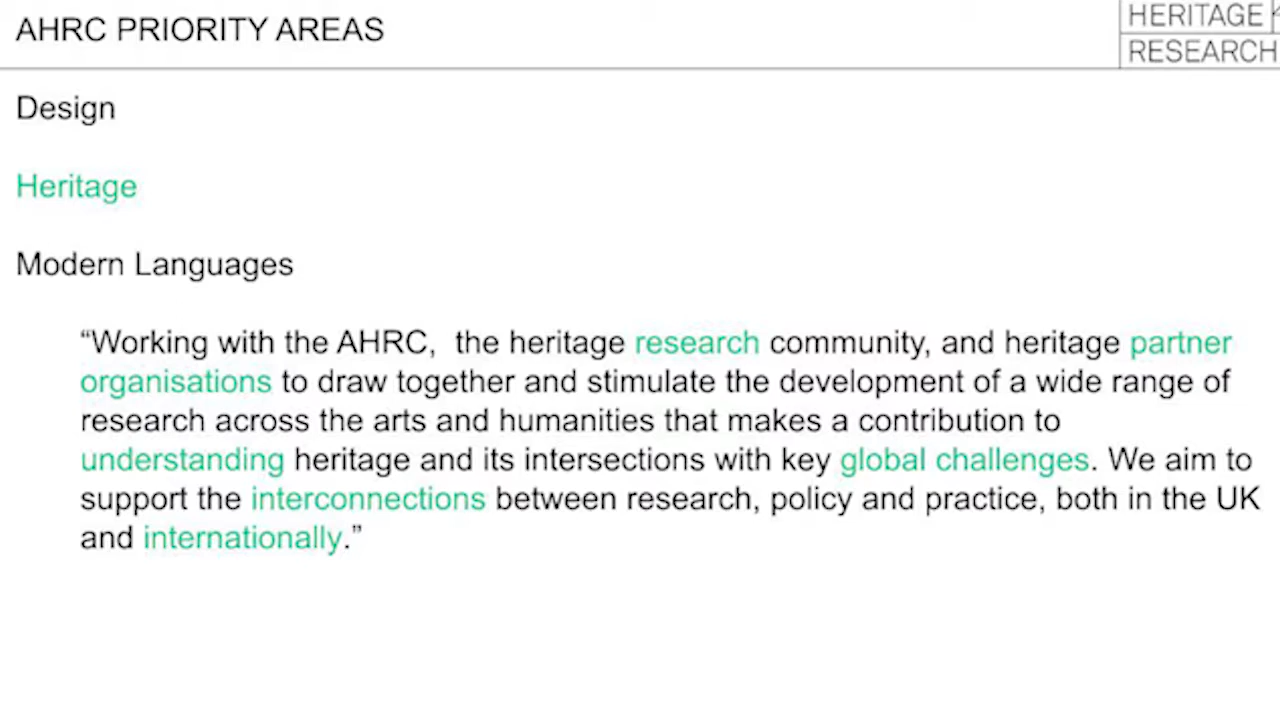 AHRC PRIORITY AREAS
HERITAGE
RESEARCH
Design
Heritage
Modern Languages
“Working with the AHRC,  the heritage research community, and heritage partner
organisations to draw together and stimulate the development of a wide range of
research across the arts and humanities that makes a contribution to
understanding heritage and its intersections with key global challenges. We aim to
support the interconnections between research, policy and practice, both in the UK
and internationally.”